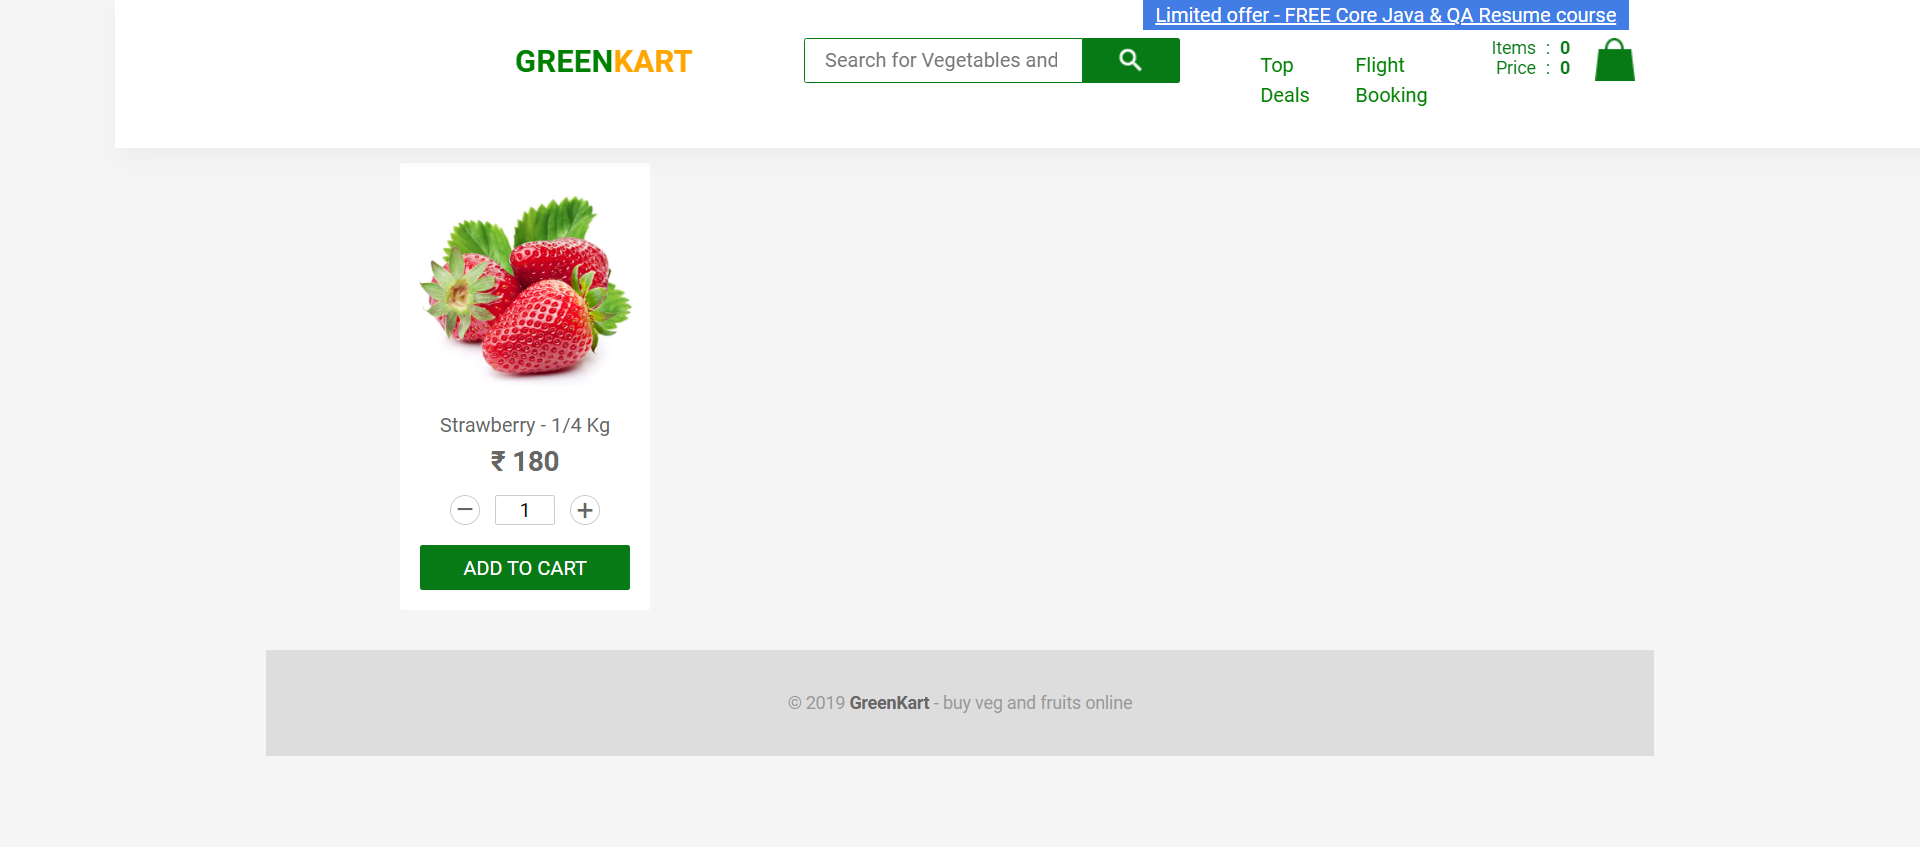 Limited offer - FREE Core Java & QA Resume course
GREENKART
Search for Vegetables and
Top
Deals
Flight
Booking
Items : 0
Price : 0
Strawberry - 1/4 Kg
₹ 180
− 1 +
ADD TO CART
© 2019 GreenKart - buy veg and fruits online